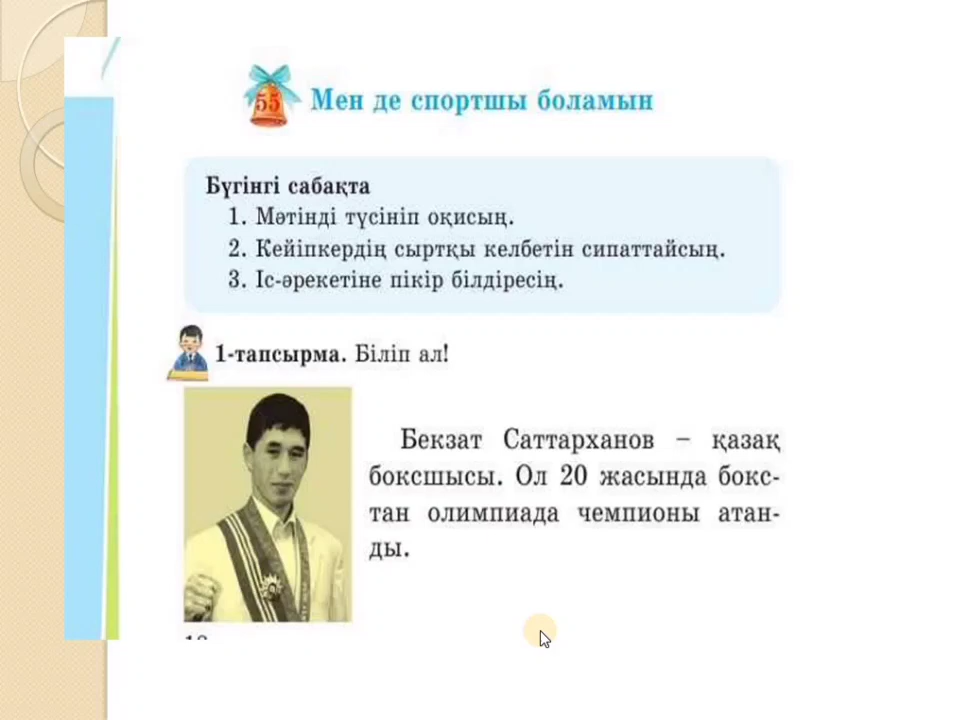 55 Мен де спортшы боламын
Бүгінгі сабақта
1. Мәтінді түсініп оқисың.
2. Кейіпкердің сыртқы келбетін сипаттайсың.
3. Іс-әрекетіне пікір білдіресің.
1-тапсырма. Біліп ал!
Бекзат Саттарханов – қазақ
боксшысы. Ол 20 жасында бокс-
тан олимпиада чемпионы атан-
ды.